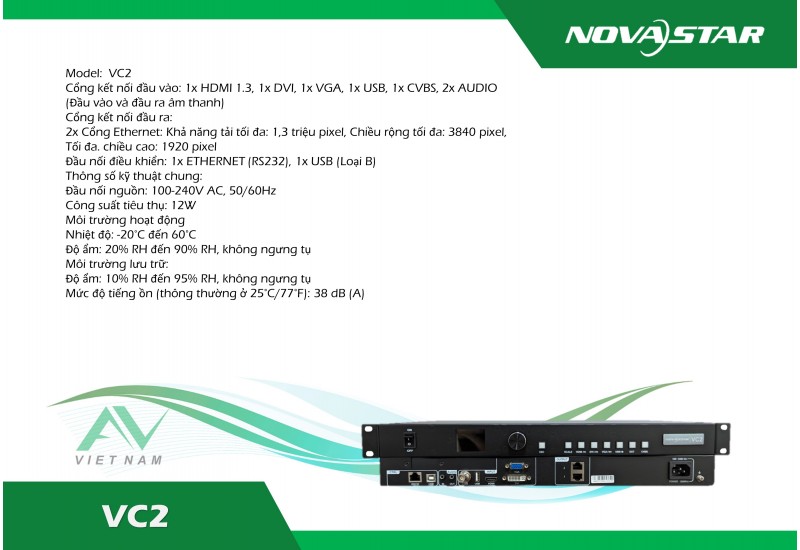 NOVASTAR
Model: VC2
Cổng kết nối đầu vào: 1x HDMI 1.3, 1x DVI, 1x VGA, 1x USB, 1x CVBS, 2x AUDIO
(Đầu vào và đầu ra âm thanh)
Cổng kết nối đầu ra:
2x Cổng Ethernet: Khả năng tải tối đa: 1,3 triệu pixel, Chiều rộng tối đa: 3840 pixel,
Tối đa. chiều cao: 1920 pixel
Đầu nối điều khiển: 1x ETHERNET (RS232), 1x USB (Loại B)
Thông số kỹ thuật chung:
Đầu nối nguồn: 100-240V AC, 50/60Hz
Công suất tiêu thụ: 12W
Môi trường hoạt động
Nhiệt độ: -20°C đến 60°C
Độ ẩm: 20% RH đến 90% RH, không ngưng tụ
Môi trường lưu trữ:
Độ ẩm: 10% RH đến 95% RH, không ngưng tụ
Mức độ tiếng ồn (thông thường ở 25°C/77°F): 38 dB (A)
AV
VIET NAM
VC2
VC2